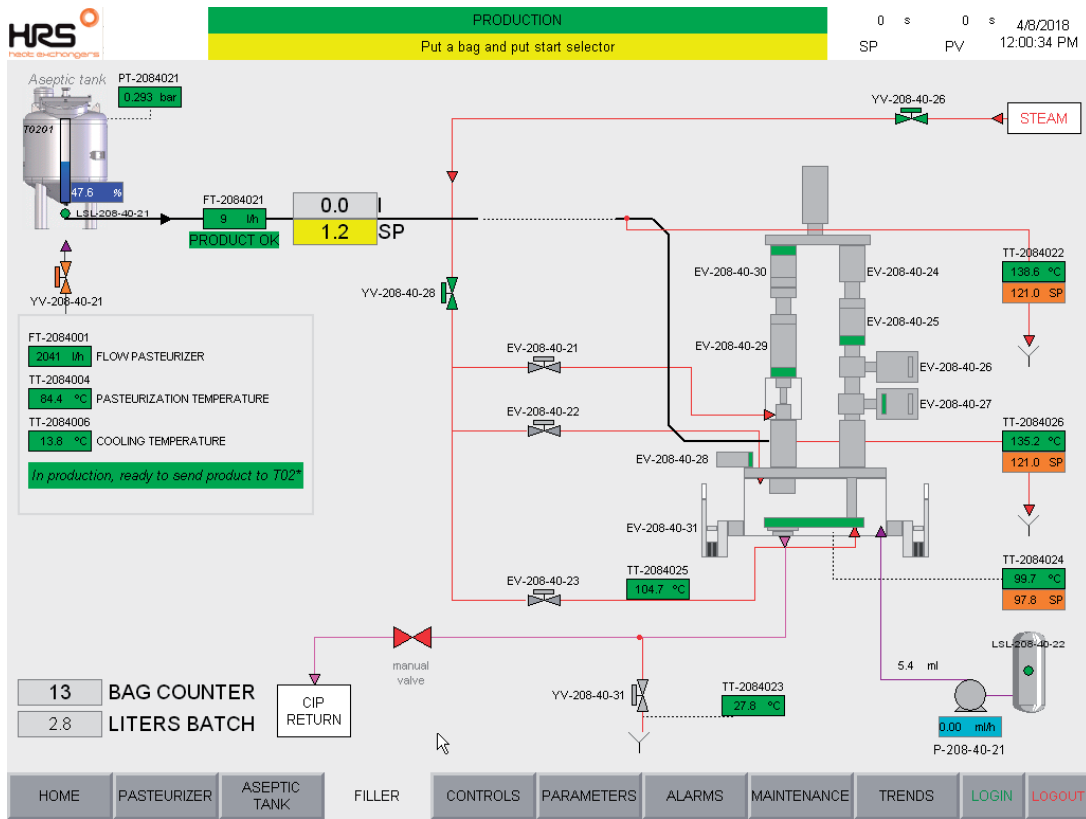 HRS
heat exchangers
PRODUCTION
Put a bag and put start selector
0 s 0 s
SP PV
4/8/2018
12:00:34 PM
Aseptic tank
PT-2084021
0.293 bar
T0201
47.6 %
LSL-208-40-21
FT-2084021
9 l/h
PRODUCT OK
0.0 I
1.2 SP
YV-208-40-26
STEAM
YV-208-40-21
YV-208-40-28
EV-208-40-30
EV-208-40-24
TT-2084022
138.6 °C
121.0 SP
EV-208-40-25
EV-208-40-29
EV-208-40-21
EV-208-40-26
EV-208-40-27
EV-208-40-22
FT-2084001
2041 l/h FLOW PASTEURIZER
TT-2084004
84.4 °C PASTEURIZATION TEMPERATURE
TT-2084006
13.8 °C COOLING TEMPERATURE
In production, ready to send product to T02*
TT-2084026
135.2 °C
121.0 SP
EV-208-40-28
EV-208-40-31
EV-208-40-23
TT-2084025
104.7 °C
TT-2084024
99.7 °C
97.8 SP
LSL-208-40-22
manual
valve
5.4 ml
0.00 ml/h
P-208-40-21
CIP
RETURN
YV-208-40-31
TT-2084023
27.8 °C
13 BAG COUNTER
2.8 LITERS BATCH
HOME
PASTEURIZER
ASEPTIC
TANK
FILLER
CONTROLS
PARAMETERS
ALARMS
MAINTENANCE
TRENDS
LOGIN
LOGOUT